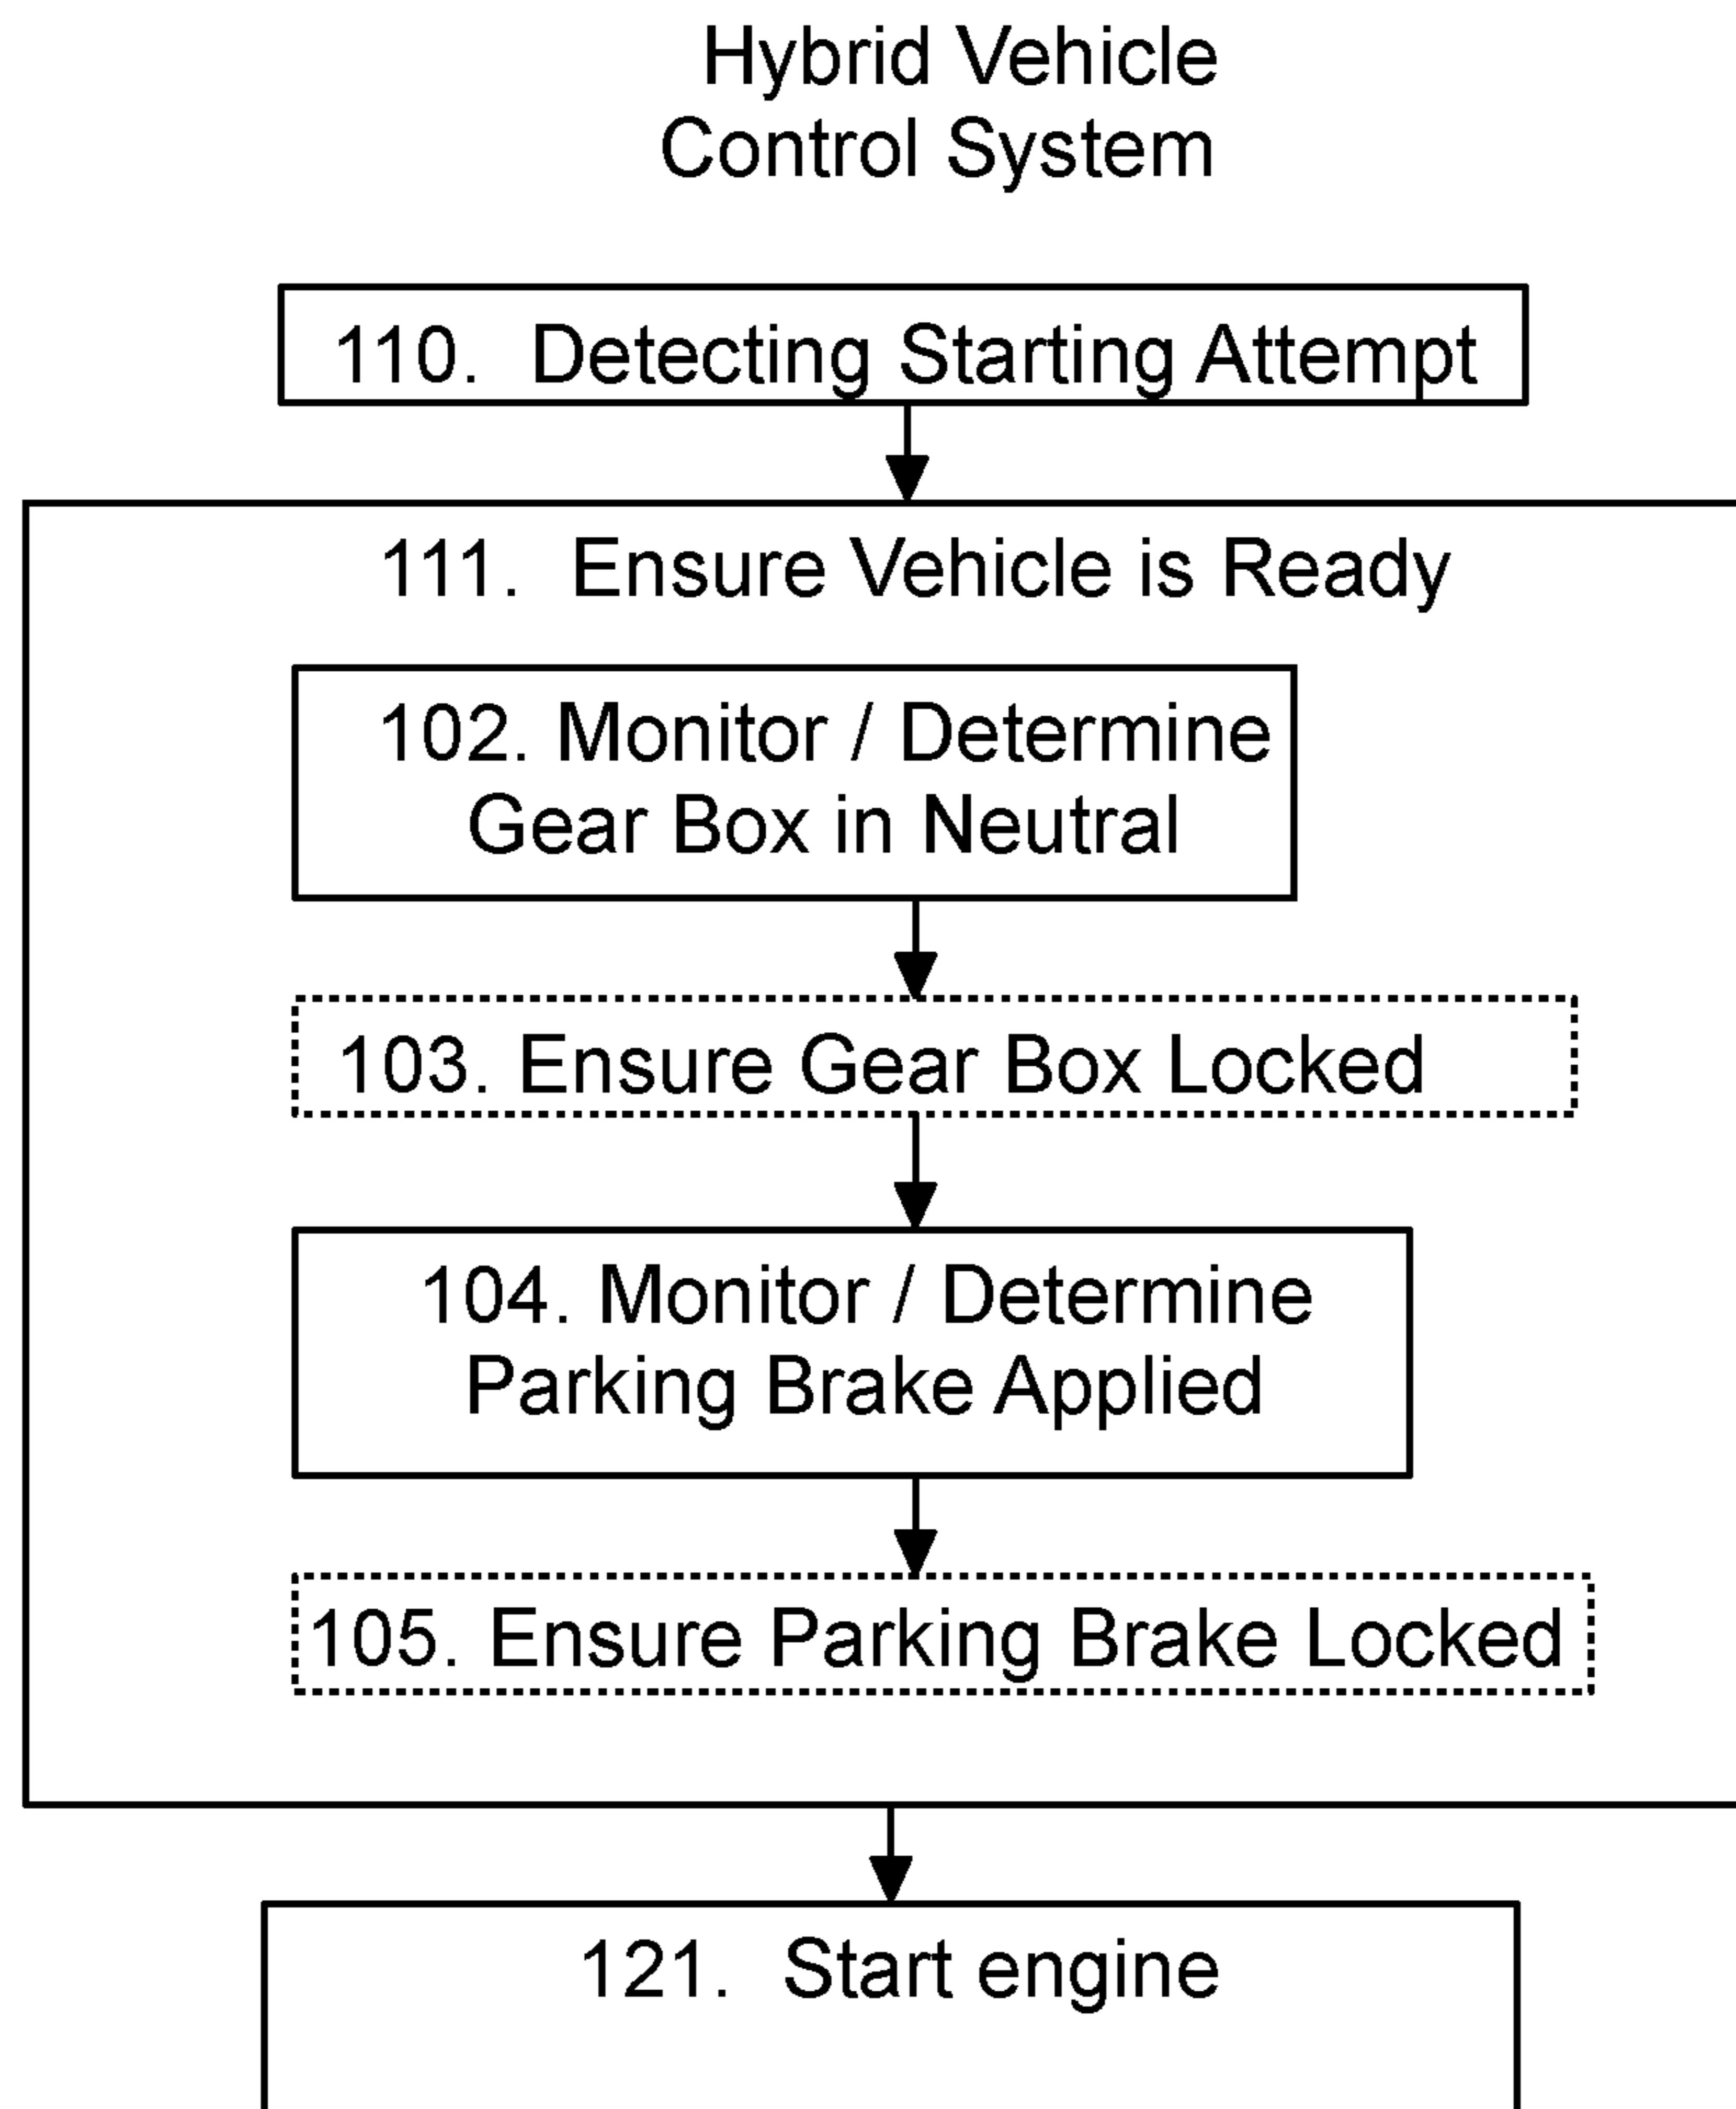 Hybrid Vehicle
Control System
110. Detecting Starting Attempt
111. Ensure Vehicle is Ready
102. Monitor / Determine
Gear Box in Neutral
103. Ensure Gear Box Locked
104. Monitor / Determine
Parking Brake Applied
105. Ensure Parking Brake Locked
121. Start engine